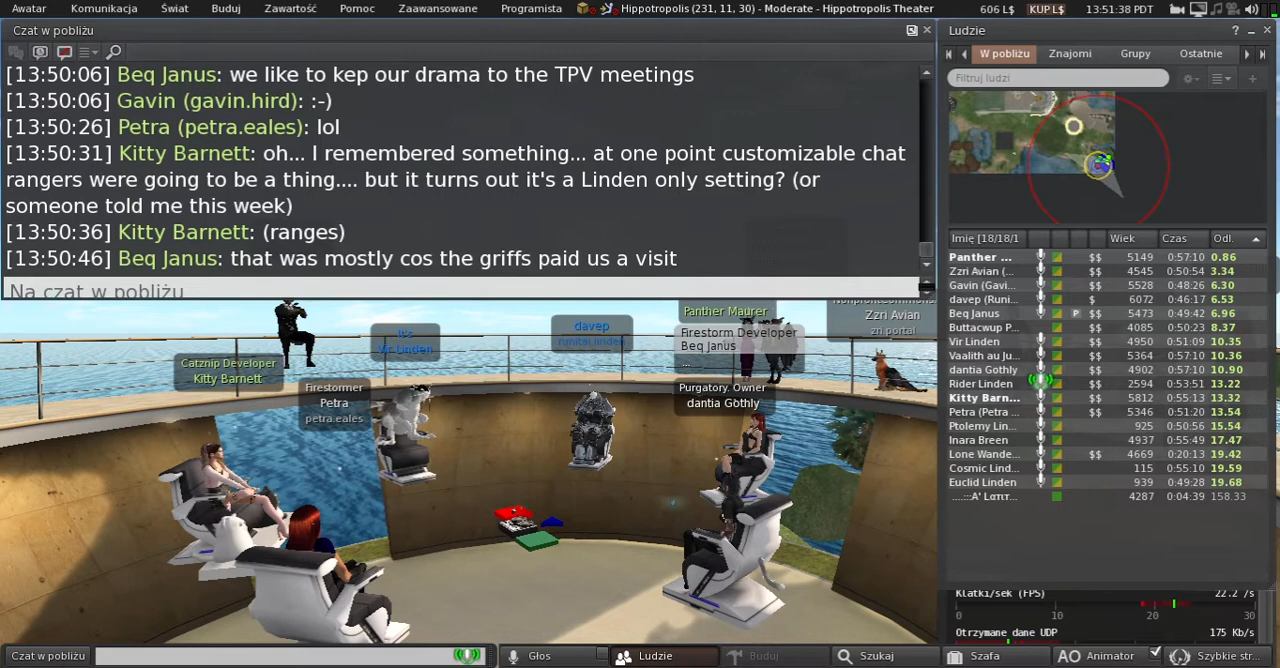 Awatar Komunikacja Świat Buduj Zawartość Pomoc Zaawansowane Programista Hippotropolis (231, 11, 30) - Moderate - Hippotropolis Theater 606 L$ KUP L$ 13:51:38 PDT
Czat w pobliżu
[13:50:06] Beq Janus: we like to kep our drama to the TPV meetings
[13:50:06] Gavin (gavin.hird): :-)
[13:50:26] Petra (petra.eales): lol
[13:50:31] Kitty Barnett: oh... I remembered something... at one point customizable chat
rangers were going to be a thing.... but it turns out it's a Linden only setting? (or
someone told me this week)
[13:50:36] Kitty Barnett: (ranges)
[13:50:46] Beq Janus: that was mostly cos the griffs paid us a visit
Na czat w pobliżu
Catznip Developer
Kitty Barnett
Firestormer
Petra
petra.eales
It's
Vir Linden
davep
runitai.linden
Panther Maurer
Firestorm Developer
Beq Janus
...
Purgatory. Owner
dantia Gothly
Zzri Avian
zri portal
Ludzie
W pobliżu Znajomi Grupy Ostatnie
Filtruj ludzi
Imię [18/18/1 Wiek Czas Odl.
Panther ... $$ 5149 0:57:10 0.86
Zzri Avian (... $$ 4545 0:50:54 3.34
Gavin (Gavi... $$ 5528 0:48:26 6.30
davep (Runi... $ 6072 0:46:17 6.53
Beq Janus P $$ 5473 0:49:42 6.96
Buttacwup P... $$ 4085 0:50:23 8.37
Vir Linden $$ 4950 0:51:09 10.35
Vaalith au Ju... $$ 5364 0:57:10 10.36
dantia Gothly $$ 4902 0:57:10 10.90
Rider Linden $$ 2594 0:53:51 13.22
Kitty Barn... $$ 5812 0:55:13 13.32
Petra (Petra ... $$ 5346 0:51:20 13.54
Ptolemy Lin... 925 0:50:56 15.54
Inara Breen 4937 0:55:49 17.47
Lone Wande... $$ 4669 0:20:13 19.42
Cosmic Lind... 115 0:55:10 19.59
Euclid Linden 939 0:49:28 19.68
4287 0:04:39 158.33
Klatki/sek (FPS) 22.2 /s
0 10 20 30
Otrzymane dane UDP 175 Kb/s
Czat w pobliżu Głos Ludzie Buduj Szukaj Szafa AO Animator Szybkie str...